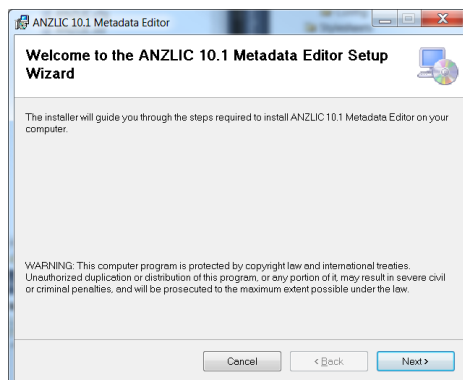 ANZLIC 10.1 Metadata Editor
Welcome to the ANZLIC 10.1 Metadata Editor Setup
Wizard
The installer will guide you through the steps required to install ANZLIC 10.1 Metadata Editor on your
computer.
WARNING: This computer program is protected by copyright law and international treaties.
Unauthorized duplication or distribution of this program, or any portion of it, may result in severe civil
or criminal penalties, and will be prosecuted to the maximum extent possible under the law.
Cancel < Back Next >